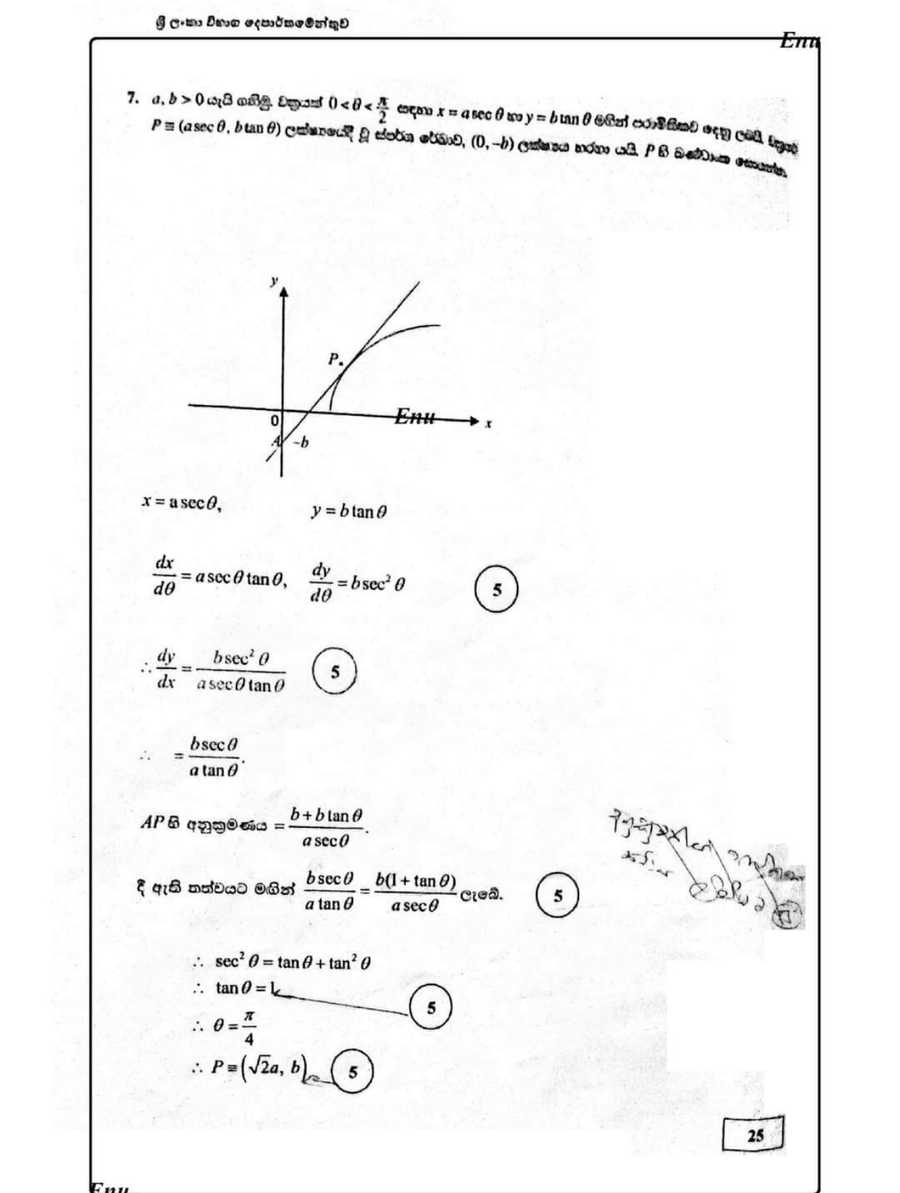 ශ්‍රී ලංකා විභාග දෙපාර්තමේන්තුව
Enu
7. a, b > 0 යැයි ගනිමු. වක්‍රයක් 0 < θ < π/2 සඳහා x = a sec θ හා y = b tan θ මගින් පරාමිතිකව දෙනු ලබයි. වක්‍රයට
P ≡ (a sec θ, b tan θ) ලක්ෂ්‍යයෙහි වූ ස්පර්ශ රේඛාව, (0, –b) ලක්ෂ්‍යය හරහා යයි. P හි ඛණ්ඩාංක සොයන්න.
y
P
0
Enu
x
A
–b
x = a sec θ, y = b tan θ
dx/dθ = a sec θ tan θ, dy/dθ = b sec² θ 5
∴ dy/dx = b sec² θ / a sec θ tan θ 5
∴ = b sec θ / a tan θ.
AP හි අනුක්‍රමණය = b + b tan θ / a sec θ.
දී ඇති තත්වයට මගින් b sec θ / a tan θ = b(1 + tan θ) / a sec θ ලැබේ. 5
∴ sec² θ = tan θ + tan² θ
∴ tan θ = 1 5
∴ θ = π/4
∴ P ≡ (√2a, b) 5
25
Enu